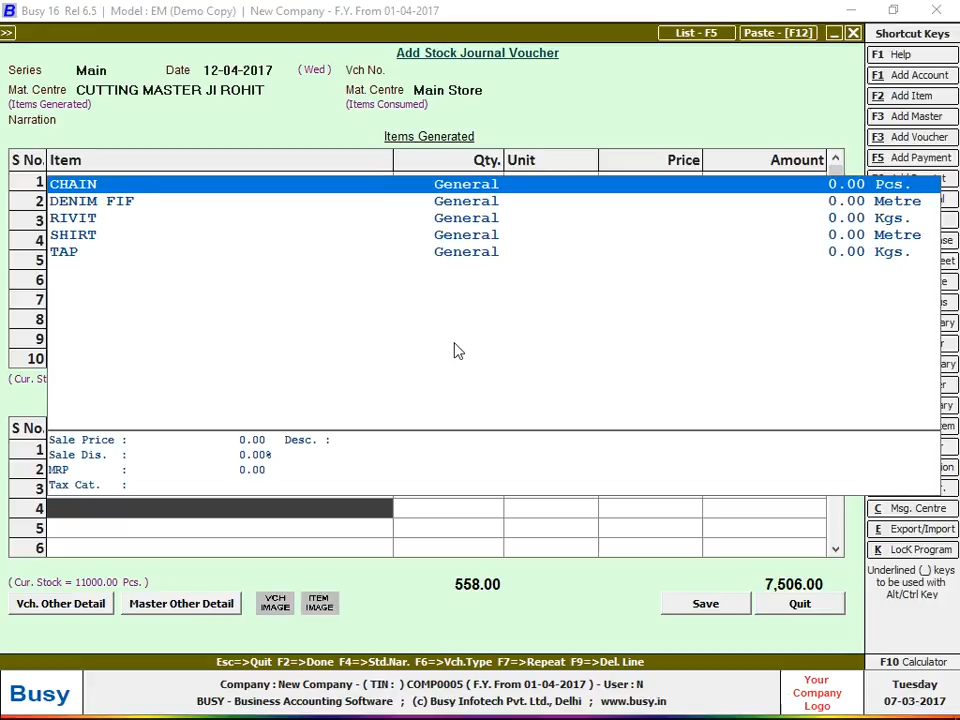 Busy 16 Rel 6.5 | Model : EM (Demo Copy) | New Company - F.Y. From 01-04-2017
>> List - F5 Paste - [F12] Shortcut Keys
Add Stock Journal Voucher
Series Main Date 12-04-2017 ( Wed ) Vch No.
Mat. Centre CUTTING MASTER JI ROHIT Mat. Centre Main Store
(Items Generated) (Items Consumed)
Narration
Items Generated
S No. Item Qty. Unit Price Amount
1 CHAIN General 0.00 Pcs.
2 DENIM FIF General 0.00 Metre
3 RIVIT General 0.00 Kgs.
4 SHIRT General 0.00 Metre
5 TAP General 0.00 Kgs.
6
7
8
9
10
( Cur. St
S No.
Sale Price : 0.00 Desc. :
1 Sale Dis. : 0.00%
2 MRP : 0.00
3 Tax Cat. :
4
5
6
( Cur. Stock = 11000.00 Pcs. ) 558.00 7,506.00
Vch. Other Detail Master Other Detail VCH IMAGE ITEM IMAGE Save Quit
Esc=>Quit F2=>Done F4=>Std.Nar. F6=>Vch.Type F7=>Repeat F9=>Del. Line
Busy
Company : New Company - ( TIN : ) COMP0005 ( F.Y. From 01-04-2017 ) - User : N
BUSY - Business Accounting Software ; (c) Busy Infotech Pvt. Ltd., Delhi ; www.busy.in
Your
Company
Logo
F1 Help
F1 Add Account
F2 Add Item
F3 Add Master
F3 Add Voucher
F5 Add Payment
C Msg. Centre
E Export/Import
K Lock Program
Underlined (_) keys
to be used with
Alt/Ctrl Key
F10 Calculator
Tuesday
07-03-2017